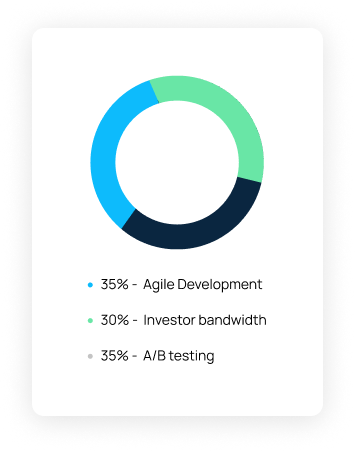 35% - Agile Development
30% - Investor bandwidth
35% - A/B testing